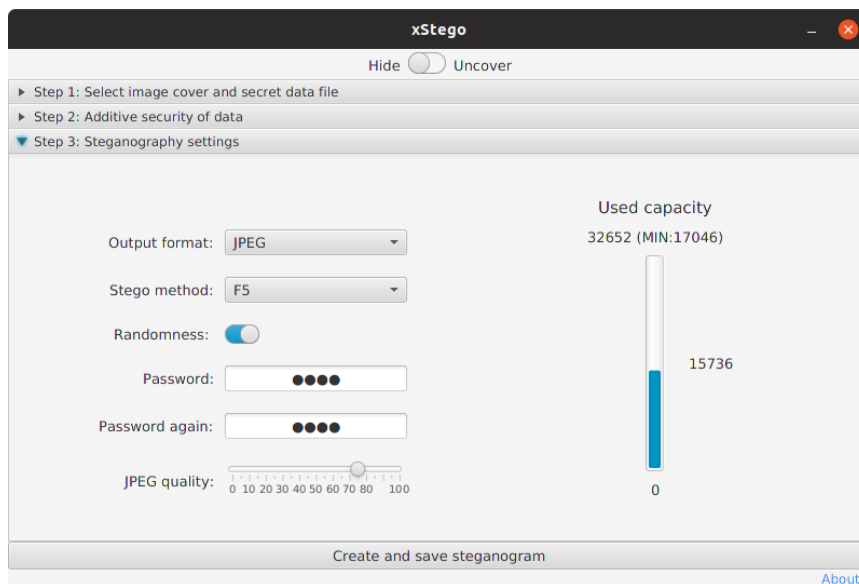 xStego
Hide Uncover
Step 1: Select image cover and secret data file
Step 2: Additive security of data
Step 3: Steganography settings
Used capacity
32652 (MIN:17046)
Output format: JPEG
Stego method: F5
Randomness:
15736
Password: ●●●●
Password again: ●●●●
JPEG quality:
0 10 20 30 40 50 60 70 80 100
0
Create and save steganogram
About